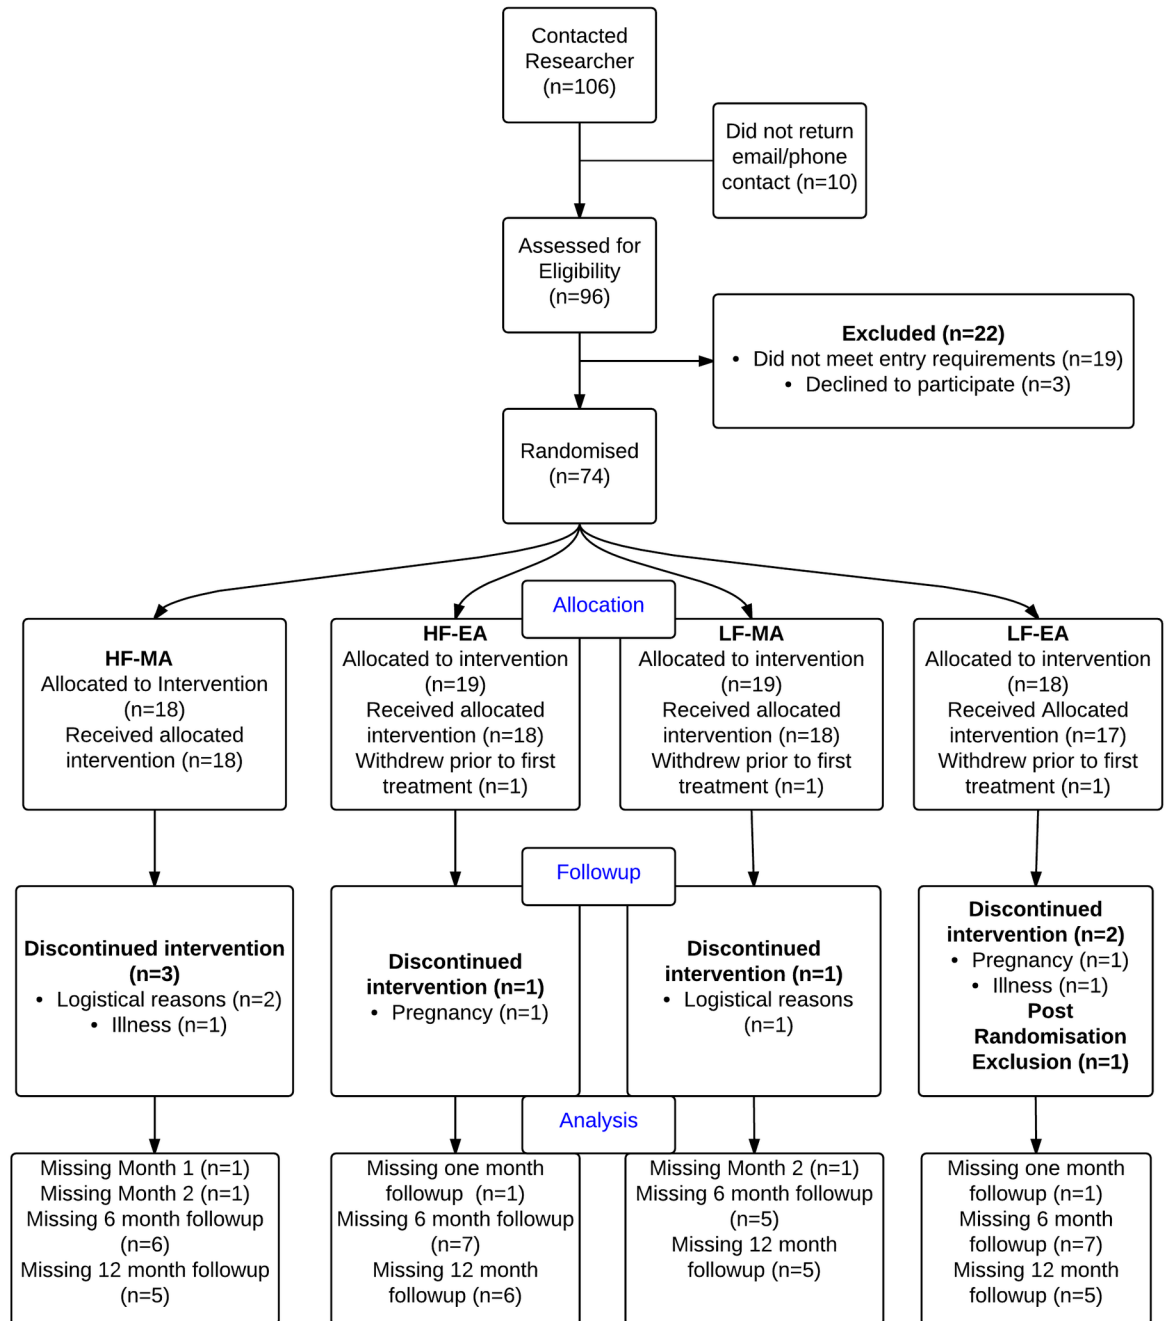 Contacted
Researcher
(n=106)
Did not return
email/phone
contact (n=10)
Assessed for
Eligibility
(n=96)
Excluded (n=22)
• Did not meet entry requirements (n=19)
• Declined to participate (n=3)
Randomised
(n=74)
Allocation
HF-MA
Allocated to Intervention
(n=18)
Received allocated
intervention (n=18)
HF-EA
Allocated to intervention
(n=19)
Received allocated
intervention (n=18)
Withdrew prior to first
treatment (n=1)
LF-MA
Allocated to intervention
(n=19)
Received allocated
intervention (n=18)
Withdrew prior to first
treatment (n=1)
LF-EA
Allocated to intervention
(n=18)
Received Allocated
intervention (n=17)
Withdrew prior to first
treatment (n=1)
Followup
Discontinued intervention
(n=3)
• Logistical reasons (n=2)
• Illness (n=1)
Discontinued
intervention (n=1)
• Pregnancy (n=1)
Discontinued
intervention (n=1)
• Logistical reasons
(n=1)
Discontinued
intervention (n=2)
• Pregnancy (n=1)
• Illness (n=1)
Post
Randomisation
Exclusion (n=1)
Analysis
Missing Month 1 (n=1)
Missing Month 2 (n=1)
Missing 6 month followup
(n=6)
Missing 12 month followup
(n=5)
Missing one month
followup (n=1)
Missing 6 month followup
(n=7)
Missing 12 month
followup (n=6)
Missing Month 2 (n=1)
Missing 6 month followup
(n=5)
Missing 12 month
followup (n=5)
Missing one month
followup (n=1)
Missing 6 month
followup (n=7)
Missing 12 month
followup (n=5)